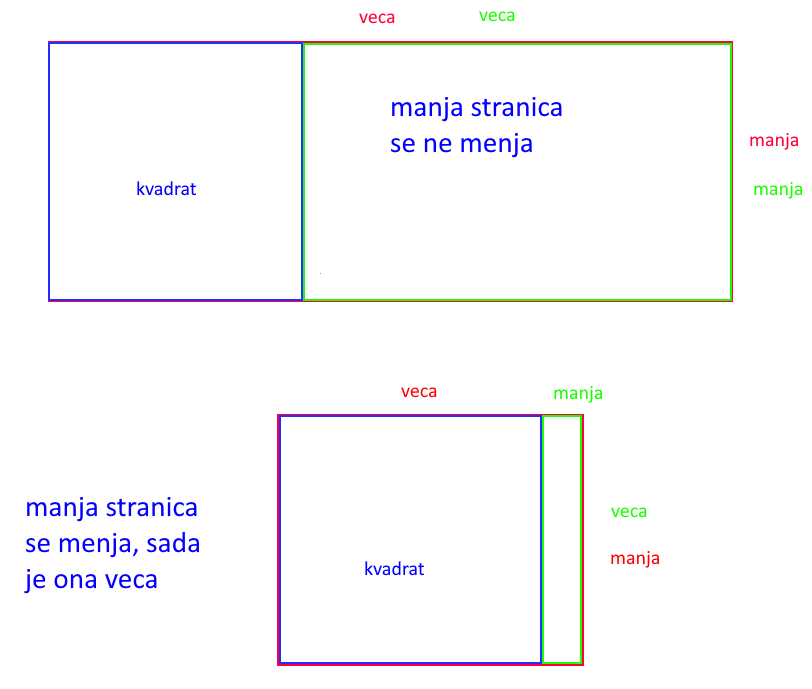 veca
veca
manja stranica
se ne menja
manja
kvadrat
manja
veca
manja
manja stranica
se menja, sada
je ona veca
veca
manja
kvadrat